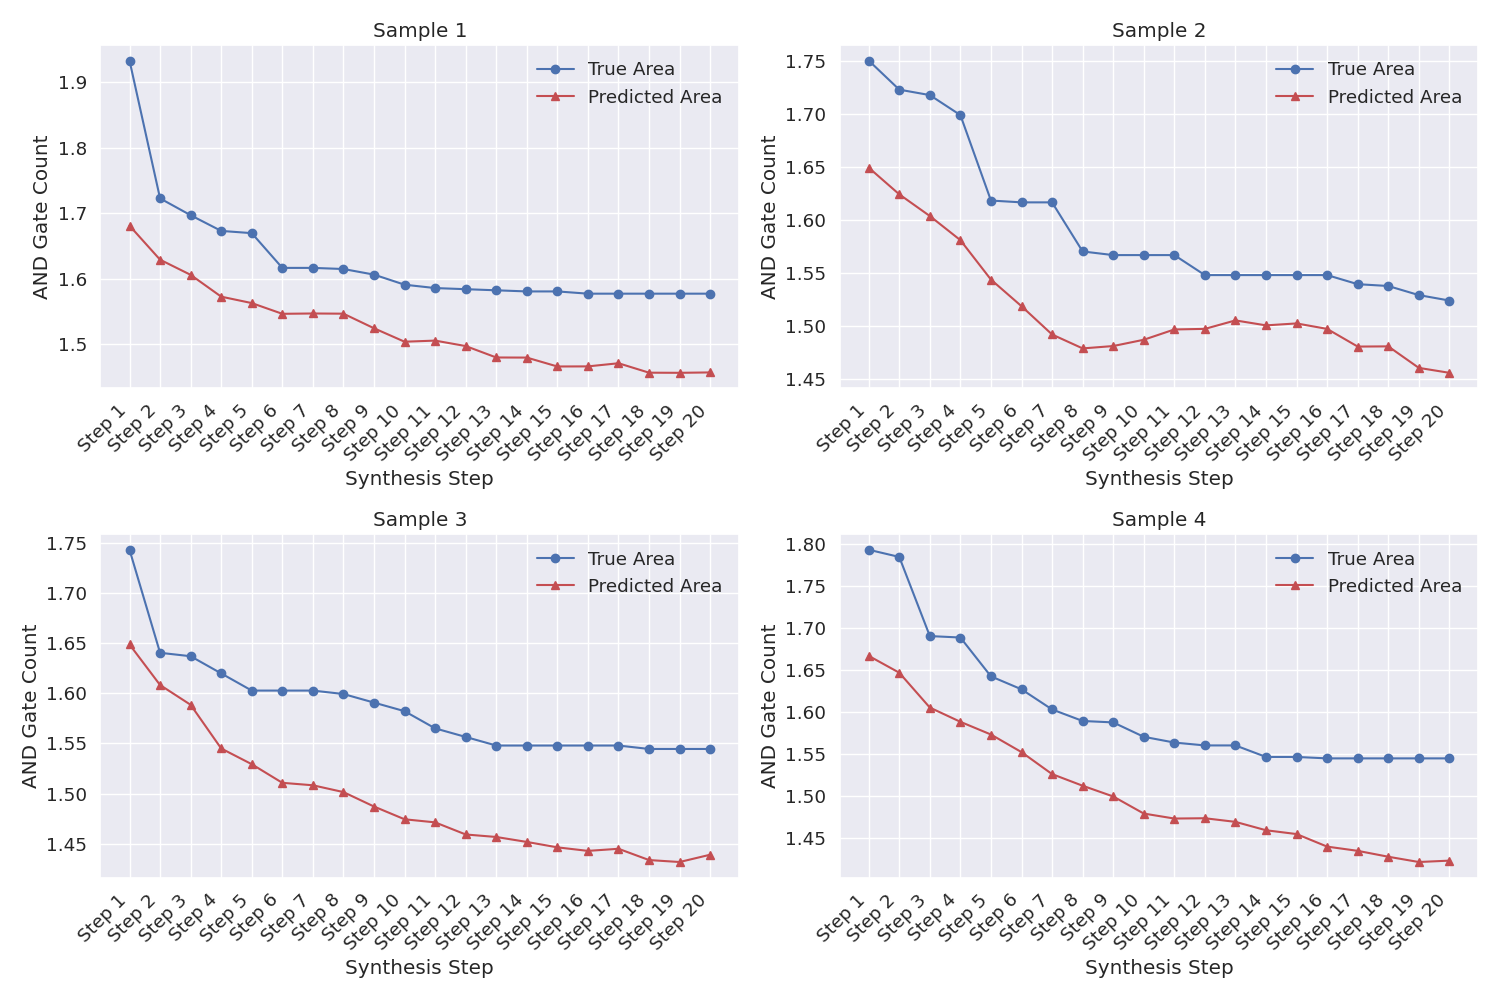 Sample 1
True Area
Predicted Area
AND Gate Count
1.9
1.8
1.7
1.6
1.5
Step 1
Step 2
Step 3
Step 4
Step 5
Step 6
Step 7
Step 8
Step 9
Step 10
Step 11
Step 12
Step 13
Step 14
Step 15
Step 16
Step 17
Step 18
Step 19
Step 20
Synthesis Step
Sample 2
True Area
Predicted Area
AND Gate Count
1.75
1.70
1.65
1.60
1.55
1.50
1.45
Step 1
Step 2
Step 3
Step 4
Step 5
Step 6
Step 7
Step 8
Step 9
Step 10
Step 11
Step 12
Step 13
Step 14
Step 15
Step 16
Step 17
Step 18
Step 19
Step 20
Synthesis Step
Sample 3
True Area
Predicted Area
AND Gate Count
1.75
1.70
1.65
1.60
1.55
1.50
1.45
Step 1
Step 2
Step 3
Step 4
Step 5
Step 6
Step 7
Step 8
Step 9
Step 10
Step 11
Step 12
Step 13
Step 14
Step 15
Step 16
Step 17
Step 18
Step 19
Step 20
Synthesis Step
Sample 4
True Area
Predicted Area
AND Gate Count
1.80
1.75
1.70
1.65
1.60
1.55
1.50
1.45
Step 1
Step 2
Step 3
Step 4
Step 5
Step 6
Step 7
Step 8
Step 9
Step 10
Step 11
Step 12
Step 13
Step 14
Step 15
Step 16
Step 17
Step 18
Step 19
Step 20
Synthesis Step